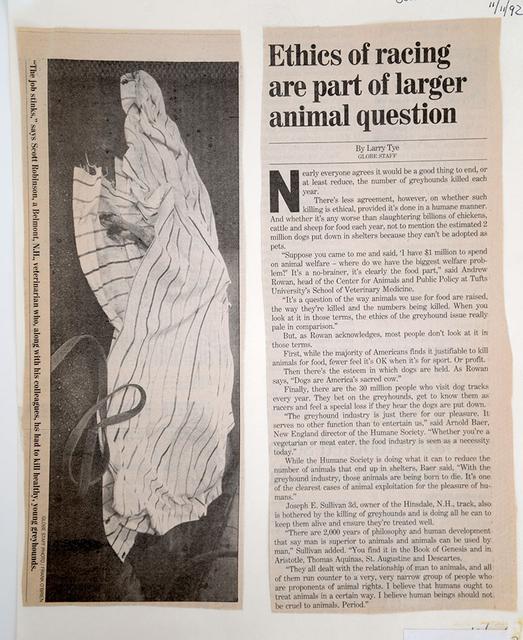 11/11/92
"The job stinks," says Scott Robinson, a Belmont, N.H., veterinarian who, along with his colleagues, has had to kill healthy, young greyhounds.
GLOBE STAFF PHOTO / FRANK O'BRIEN
Ethics of racing
are part of larger
animal question
By Larry Tye
GLOBE STAFF
Nearly everyone agrees it would be a good thing to end, or
at least reduce, the number of greyhounds killed each
year.
There's less agreement, however, on whether such
killing is ethical, provided it's done in a humane manner.
And whether it's any worse than slaughtering billions of chickens,
cattle and sheep for food each year, not to mention the estimated 2
million dogs put down in shelters because they can't be adopted as
pets.
"Suppose you came to me and said, 'I have $1 million to spend
on animal welfare – where do we have the biggest welfare prob-
lem?' It's a no-brainer, it's clearly the food part," said Andrew
Rowan, head of the Center for Animals and Public Policy at Tufts
University's School of Veterinary Medicine.
"It's a question of the way animals we use for food are raised,
the way they're killed and the numbers being killed. When you
look at it in those terms, the ethics of the greyhound issue really
pale in comparison."
But, as Rowan acknowledges, most people don't look at it in
those terms.
First, while the majority of Americans finds it justifiable to kill
animals for food, fewer feel it's OK when it's for sport. Or profit.
Then there's the esteem in which dogs are held. As Rowan
says, "Dogs are America's sacred cow."
Finally, there are the 30 million people who visit dog tracks
every year. They bet on the greyhounds, get to know them as
racers and feel a special loss if they hear the dogs are put down.
"The greyhound industry is just there for our pleasure. It
serves no other function than to entertain us," said Arnold Baer,
New England director of the Humane Society. "Whether you're a
vegetarian or meat eater, the food industry is seen as a necessity
today."
While the Humane Society is doing what it can to reduce the
number of animals that end up in shelters, Baer said, "With the
greyhound industry, those animals are being born to die. It's one
of the clearest cases of animal exploitation for the pleasure of hu-
mans."
Joseph E. Sullivan 3d, owner of the Hinsdale, N.H., track, also
is bothered by the killing of greyhounds and is doing all he can to
keep them alive and ensure they're treated well.
"There are 2,000 years of philosophy and human development
that say man is superior to animals and animals can be used by
man," Sullivan added. "You find it in the Book of Genesis and in
Aristotle, Thomas Aquinas, St. Augustine and Descartes.
"They all dealt with the relationship of man to animals, and all
of them run counter to a very, very narrow group of people who
are proponents of animal rights. I believe that humans ought to
treat animals in a certain way. I believe human beings should not
be cruel to animals. Period."